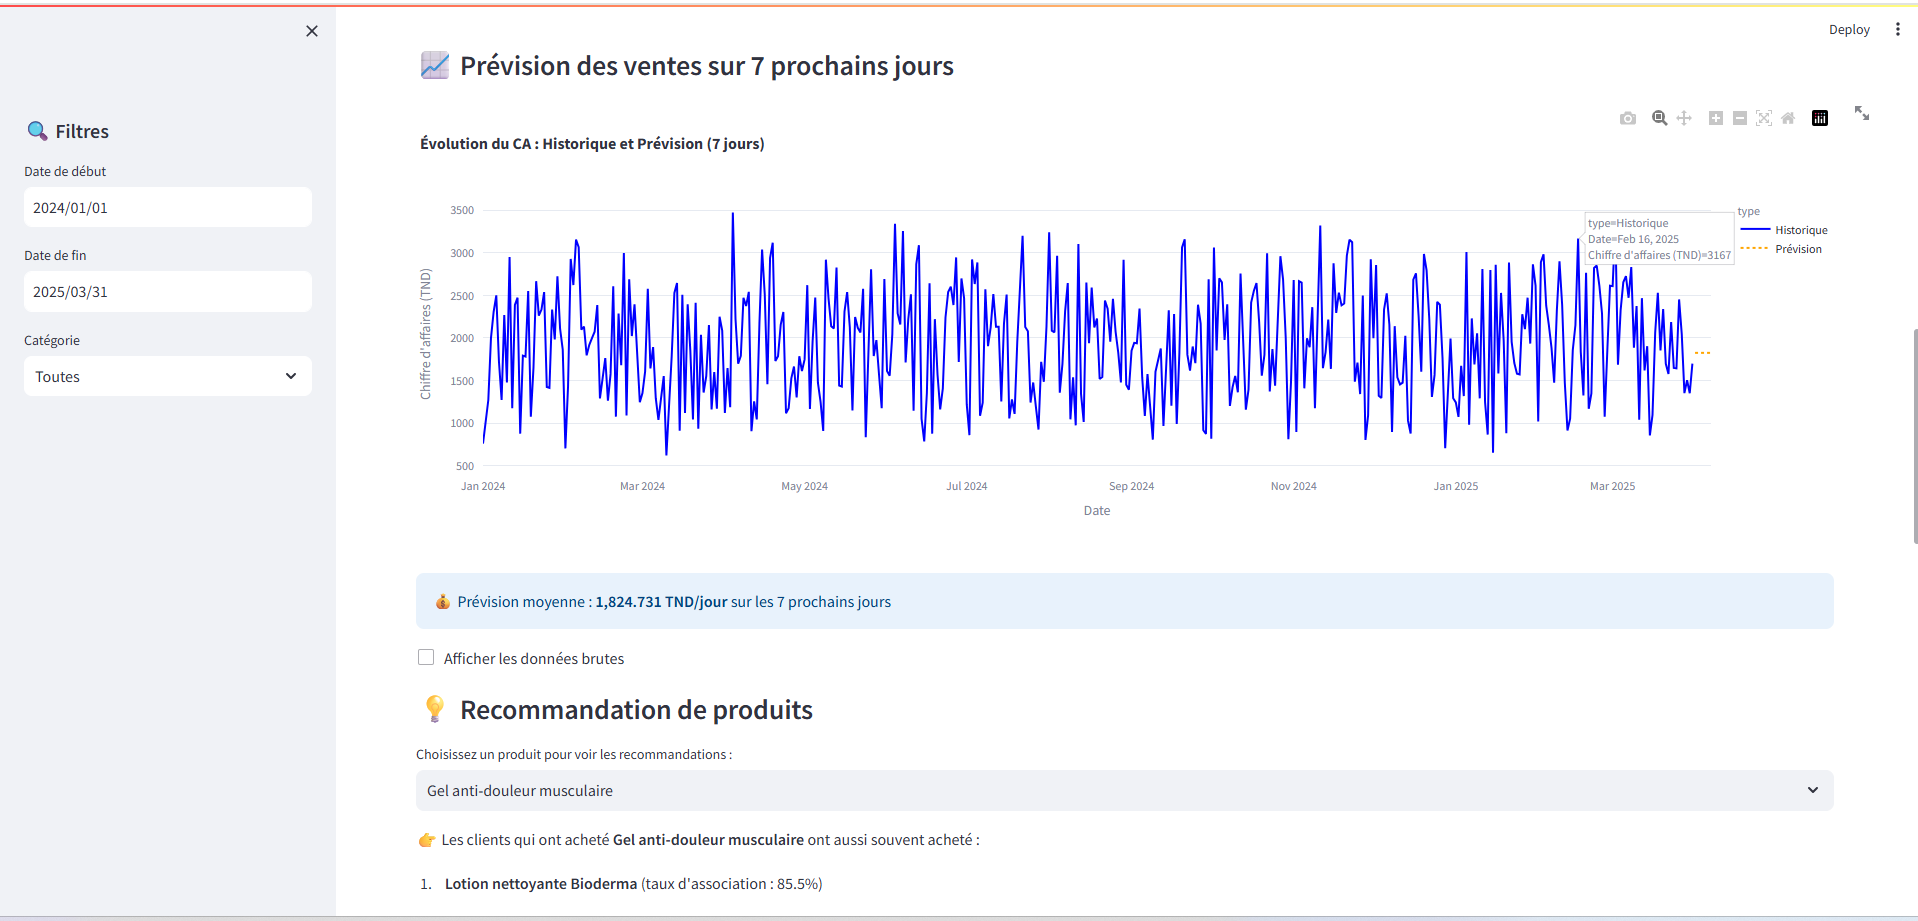 Deploy
Filtres
Date de début
2024/01/01
Date de fin
2025/03/31
Catégorie
Toutes
Prévision des ventes sur 7 prochains jours
Évolution du CA : Historique et Prévision (7 jours)
3500
3000
2500
2000
1500
1000
500
Chiffre d'affaires (TND)
Jan 2024
Mar 2024
May 2024
Jul 2024
Sep 2024
Nov 2024
Jan 2025
Mar 2025
Date
type=Historique
Date=Feb 16, 2025
Chiffre d'affaires (TND)=3167
type
Historique
Prévision
Prévision moyenne : 1,824.731 TND/jour sur les 7 prochains jours
Afficher les données brutes
Recommandation de produits
Choisissez un produit pour voir les recommandations :
Gel anti-douleur musculaire
Les clients qui ont acheté Gel anti-douleur musculaire ont aussi souvent acheté :
1. Lotion nettoyante Bioderma (taux d'association : 85.5%)